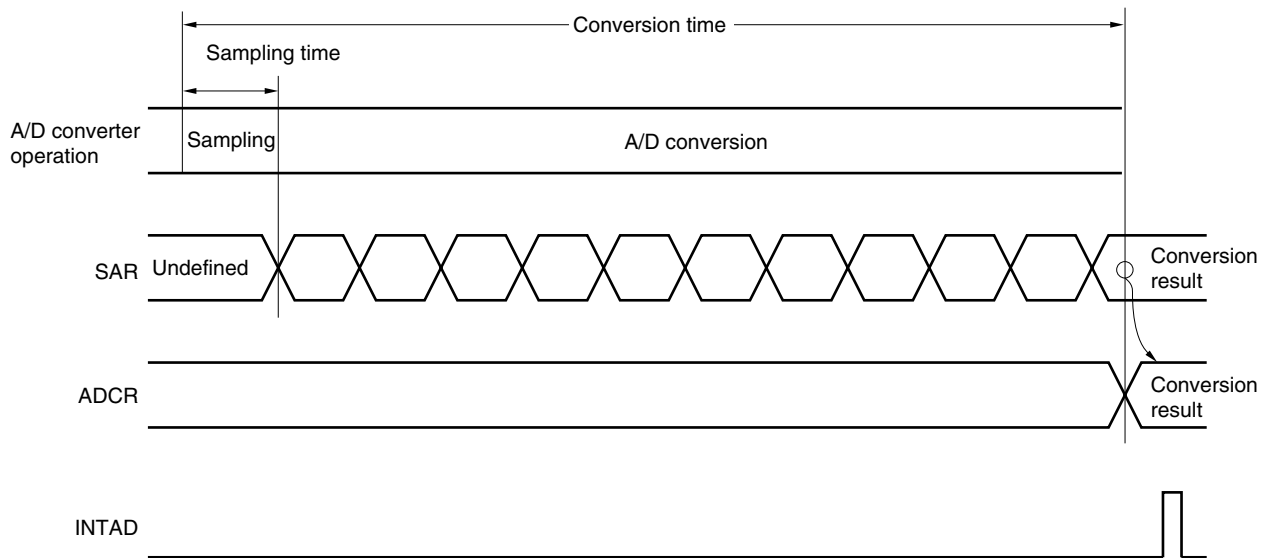 Conversion time
Sampling time
A/D converter
operation
Sampling
A/D conversion
SAR
Undefined
Conversion
result
ADCR
Conversion
result
INTAD